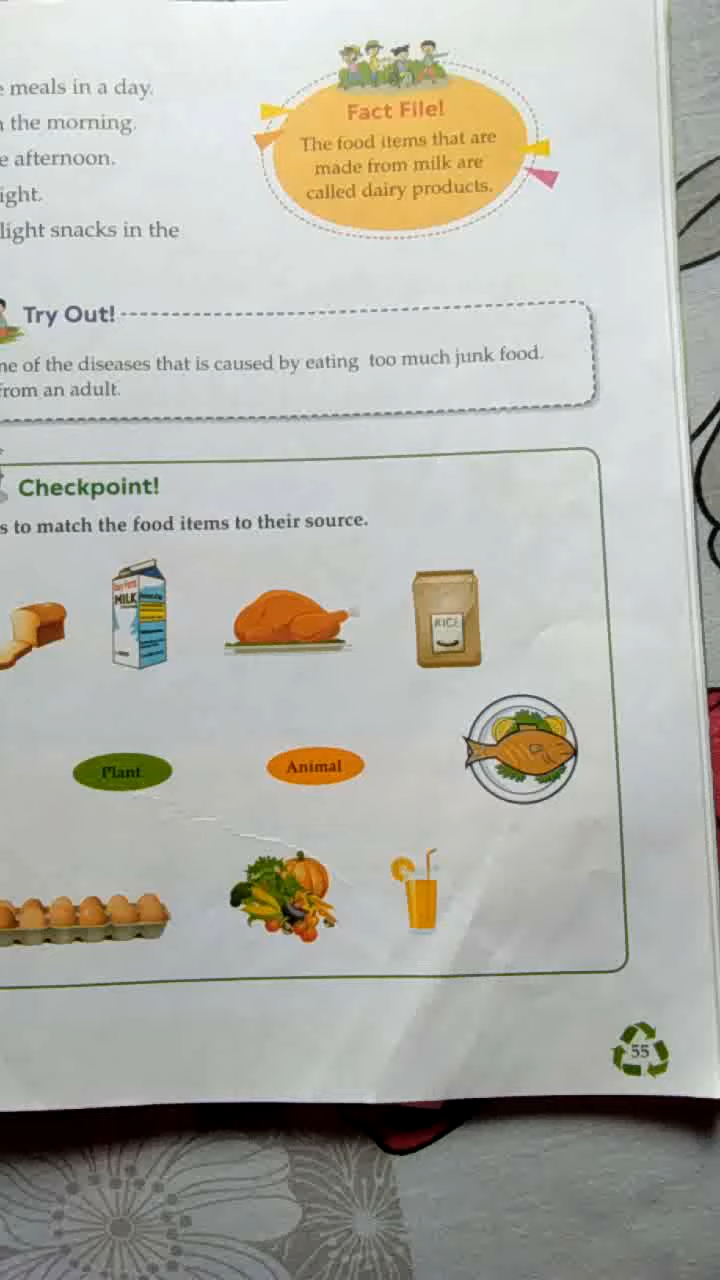 meals in a day.
the morning.
afternoon.
light snacks in the
Fact File!
The food items that are
made from milk are
called dairy products.
Try Out!
of the diseases that is caused by eating too much junk food.
from an adult.
Checkpoint!
to match the food items to their source.
MILK
RICE
Plant
Animal
55